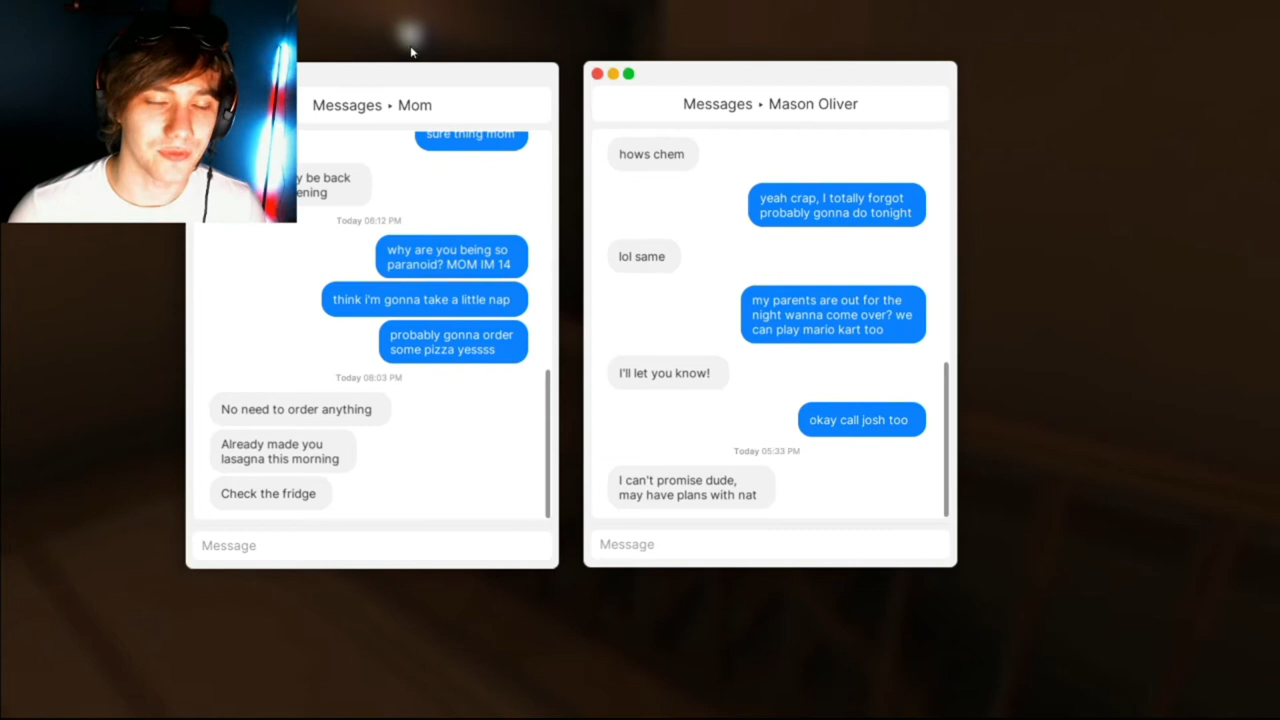 Messages ▸ Mom
sure thing mom
y be back
ening
Today 06:12 PM
why are you being so
paranoid? MOM IM 14
think i'm gonna take a little nap
probably gonna order
some pizza yessss
Today 08:03 PM
No need to order anything
Already made you
lasagna this morning
Check the fridge
Message
Messages ▸ Mason Oliver
hows chem
yeah crap, I totally forgot
probably gonna do tonight
lol same
my parents are out for the
night wanna come over? we
can play mario kart too
I'll let you know!
okay call josh too
Today 05:33 PM
I can't promise dude,
may have plans with nat
Message